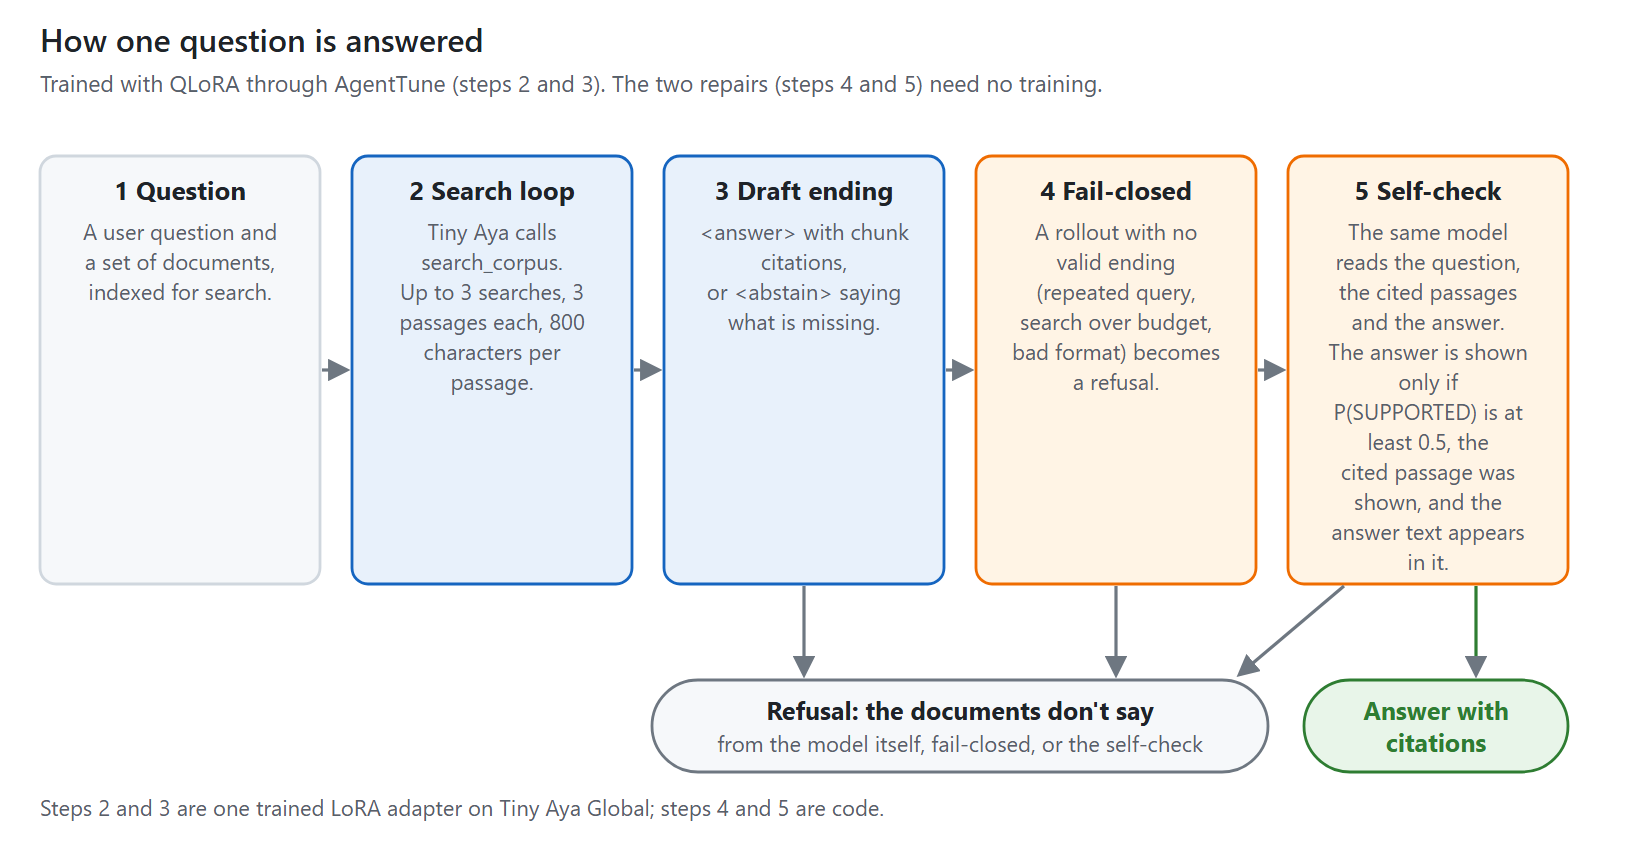 How one question is answered
Trained with QLoRA through AgentTune (steps 2 and 3). The two repairs (steps 4 and 5) need no training.
1 Question
A user question and
a set of documents,
indexed for search.
2 Search loop
Tiny Aya calls
search_corpus.
Up to 3 searches, 3
passages each, 800
characters per
passage.
3 Draft ending
<answer> with chunk
citations,
or <abstain> saying
what is missing.
4 Fail-closed
A rollout with no
valid ending
(repeated query,
search over budget,
bad format) becomes
a refusal.
5 Self-check
The same model
reads the question,
the cited passages
and the answer.
The answer is shown
only if
P(SUPPORTED) is at
least 0.5, the
cited passage was
shown, and the
answer text appears
in it.
Refusal: the documents don't say
from the model itself, fail-closed, or the self-check
Answer with
citations
Steps 2 and 3 are one trained LoRA adapter on Tiny Aya Global; steps 4 and 5 are code.